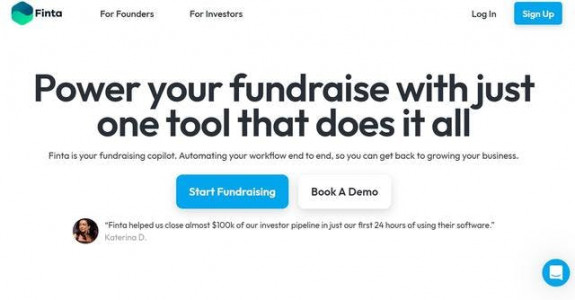 Finta For Founders For Investors Log In Sign Up
Power your fundraise with just
one tool that does it all
Finta is your fundraising copilot. Automating your workflow end to end, so you can get back to growing your business.
Start Fundraising Book A Demo
“Finta helped us close almost $100k of our investor pipeline in just our first 24 hours of using their software.”
Katerina D.